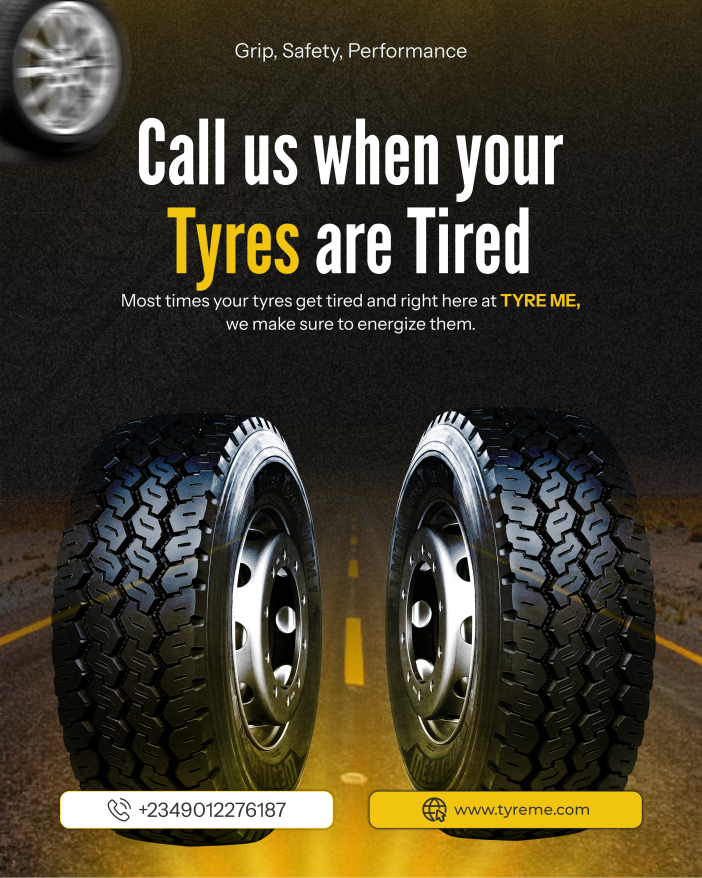 Grip, Safety, Performance
Call us when your
Tyres are Tired
Most times your tyres get tired and right here at TYRE ME,
we make sure to energize them.
+2349012276187
www.tyreme.com